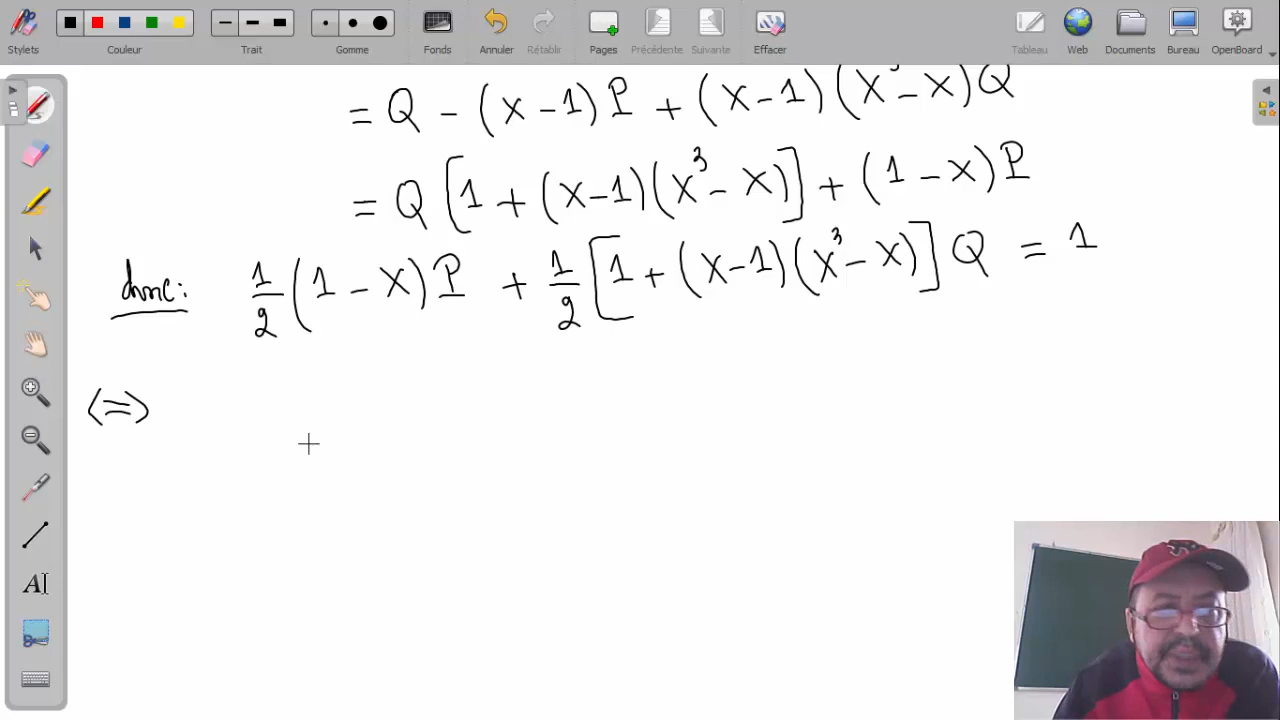 Stylets Couleur Trait Gomme Fonds Annuler Rétablir Pages Précédente Suivante Effacer Tableau Web Documents Bureau OpenBoard
= Q - (X-1)P + (X-1)(X³-X)Q
= Q[1 + (X-1)(X³-X)] + (1-X)P
donc: 1/2 (1-X)P + 1/2 [1 + (X-1)(X³-X)]Q = 1
<=>
AI